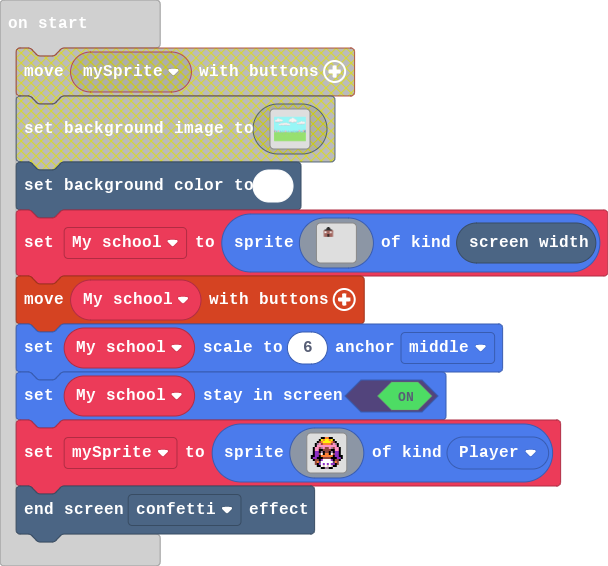 on start
move mySprite with buttons
set background image to
set background color to
set My school to sprite of kind screen width
move My school with buttons
set My school scale to 6 anchor middle
set My school stay in screen ON
set mySprite to sprite of kind Player
end screen confetti effect